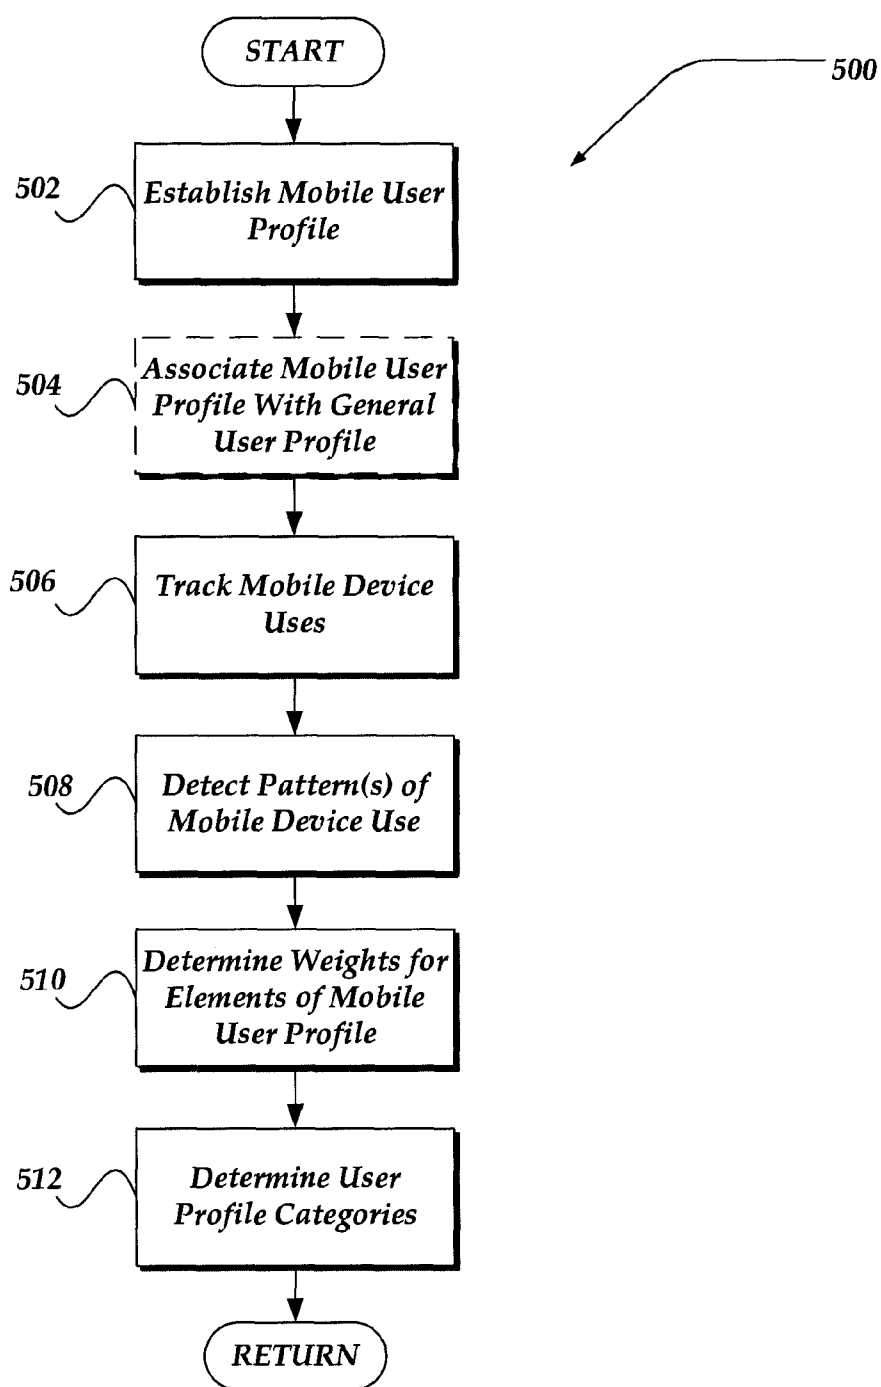 START
500
502
Establish Mobile User
Profile
504
Associate Mobile User
Profile With General
User Profile
506
Track Mobile Device
Uses
508
Detect Pattern(s) of
Mobile Device Use
510
Determine Weights for
Elements of Mobile
User Profile
512
Determine User
Profile Categories
RETURN